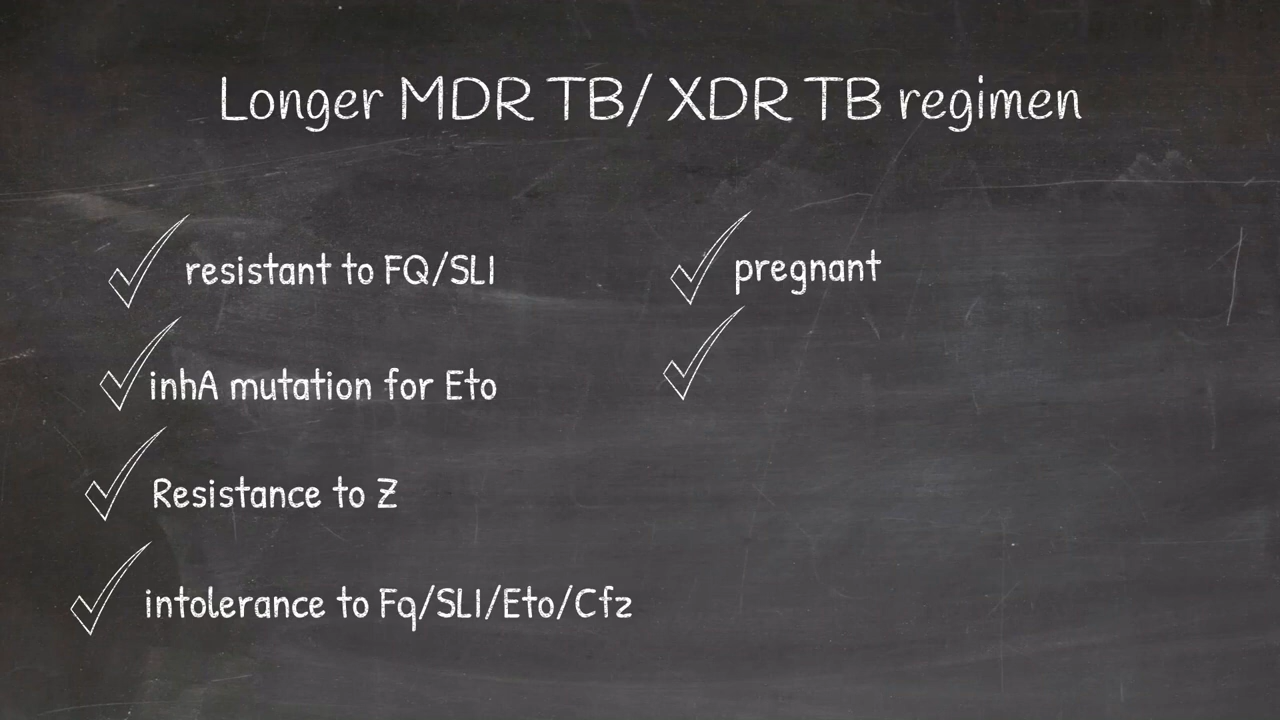 Longer MDR TB/ XDR TB regimen
resistant to FQ/SLI
inhA mutation for Eto
Resistance to Z
intolerance to Fq/SLI/Eto/Cfz
pregnant